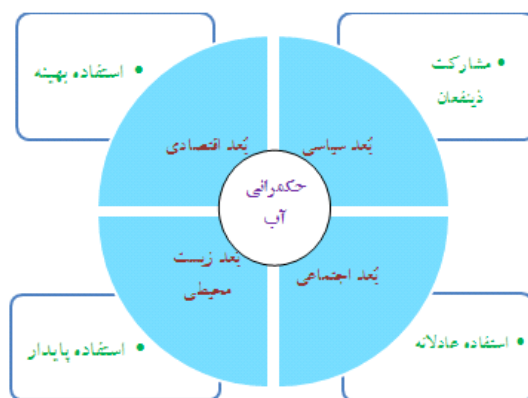 • مشارکت
ذینفعان
• استفاده بهینه
بُعد سیاسی
بُعد اقتصادی
حکمرانی
آب
بُعد اجتماعی
بُعد زیست
محیطی
• استفاده عادلانه
• استفاده پایدار